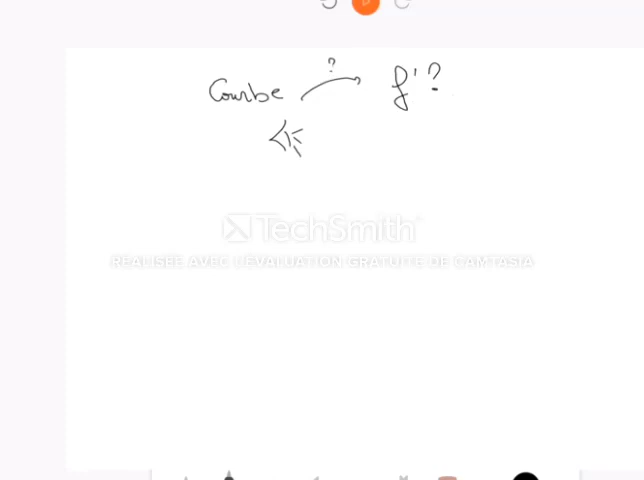 ?
Courbe f'?
TechSmith
RÉALISÉE AVEC L'ÉVALUATION GRATUITE DE CAMTASIA